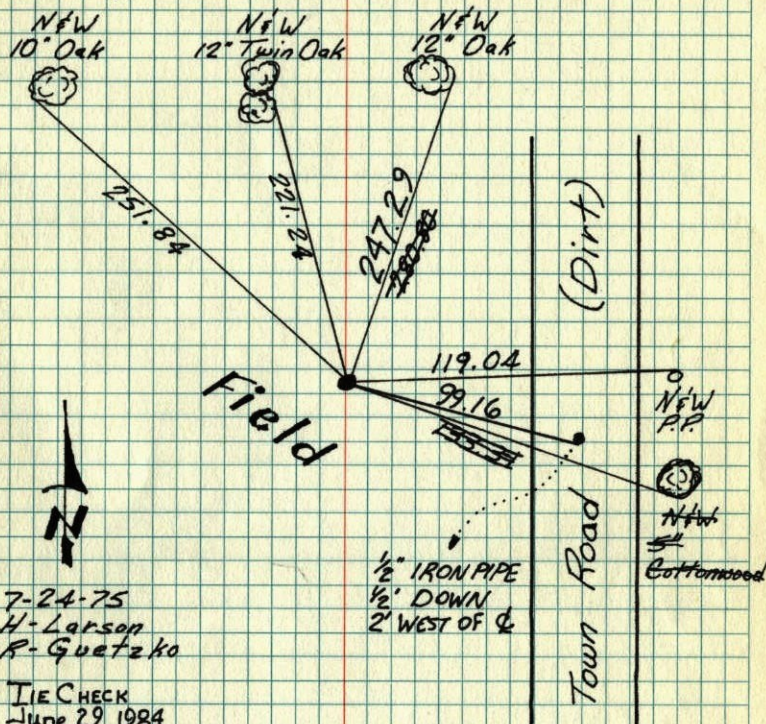 N&W
10" Oak
N&W
12" Twin Oak
N&W
12" Oak
251.84
221.24
247.29
(Dirt)
119.04
99.16
Field
N&W
P.P.
N
N&W
5"
Cottonwood
1/2" IRON PIPE
1/2' DOWN
2' WEST OF ℄
Town Road
7-24-75
H-Larson
R-Guetzko
TIE CHECK
June 29, 1984